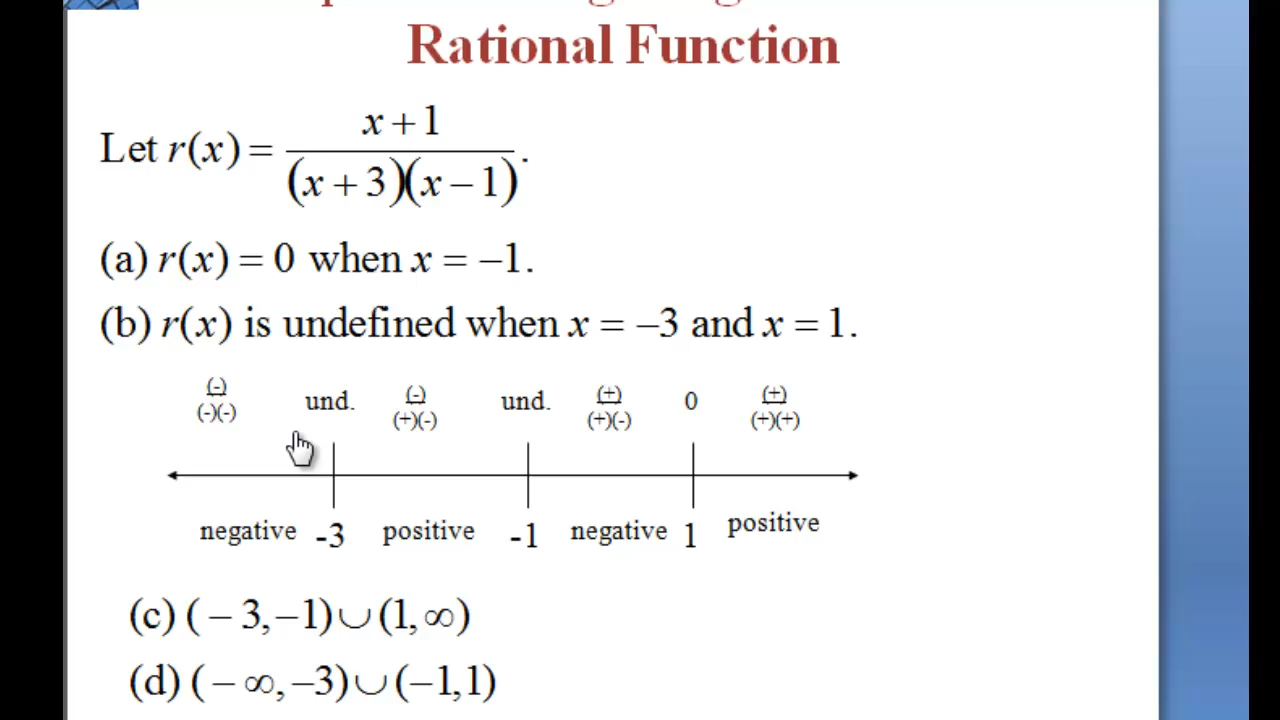 Rational Function
Let r(x) = x + 1 / (x + 3)(x − 1).
(a) r(x) = 0 when x = −1.
(b) r(x) is undefined when x = −3 and x = 1.
(-) / (-)(-) und. (-) / (+)(-) und. (+) / (+)(-) 0 (+) / (+)(+)
negative -3 positive -1 negative 1 positive
(c) (− 3, −1) ∪ (1, ∞)
(d) (− ∞, −3) ∪ (−1, 1)